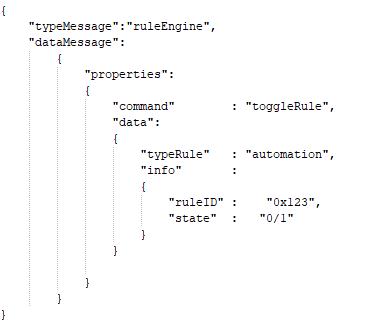 {
    "typeMessage":"ruleEngine",
    "dataMessage":
        {
            "properties":
            {
                "command"        : "toggleRule",
                "data":
                {
                    "typeRule"   : "automation",
                    "info"       :
                    {
                        "ruleID" :    "0x123",
                        "state"  :   "0/1"
                    }
                }

            }
        }
}